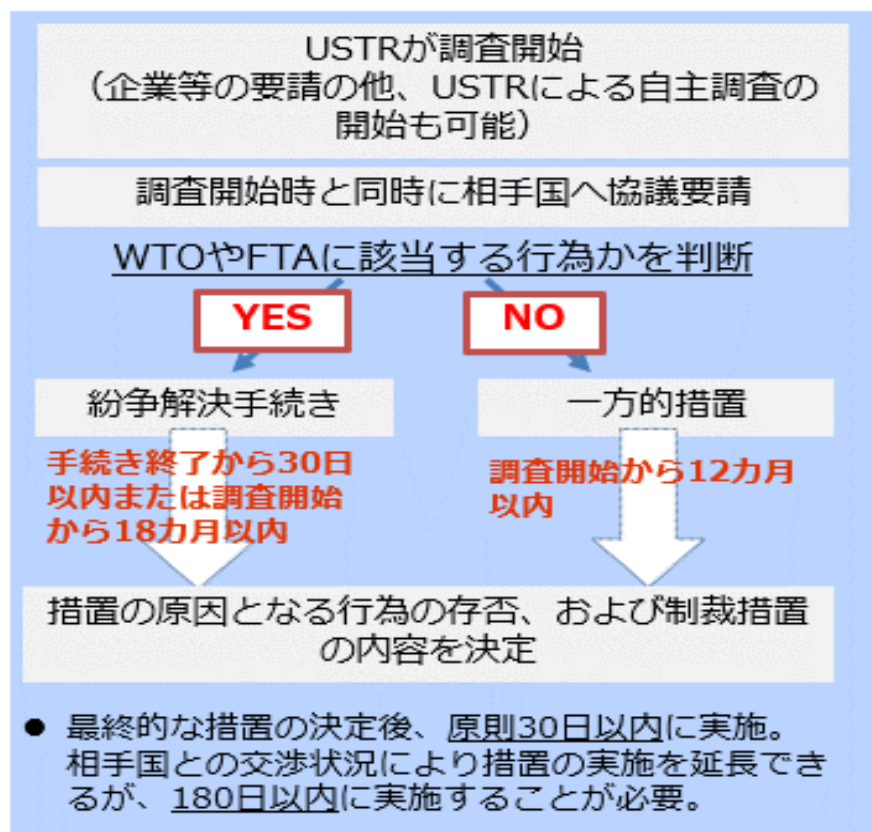 USTRが調査開始
（企業等の要請の他、USTRによる自主調査の
開始も可能）
調査開始時と同時に相手国へ協議要請
WTOやFTAに該当する行為かを判断
YES
NO
紛争解決手続き
一方的措置
手続き終了から30日
以内または調査開始
から18カ月以内
調査開始から12カ月
以内
措置の原因となる行為の存否、および制裁措置
の内容を決定
● 最終的な措置の決定後、原則30日以内に実施。
相手国との交渉状況により措置の実施を延長でき
るが、180日以内に実施することが必要。